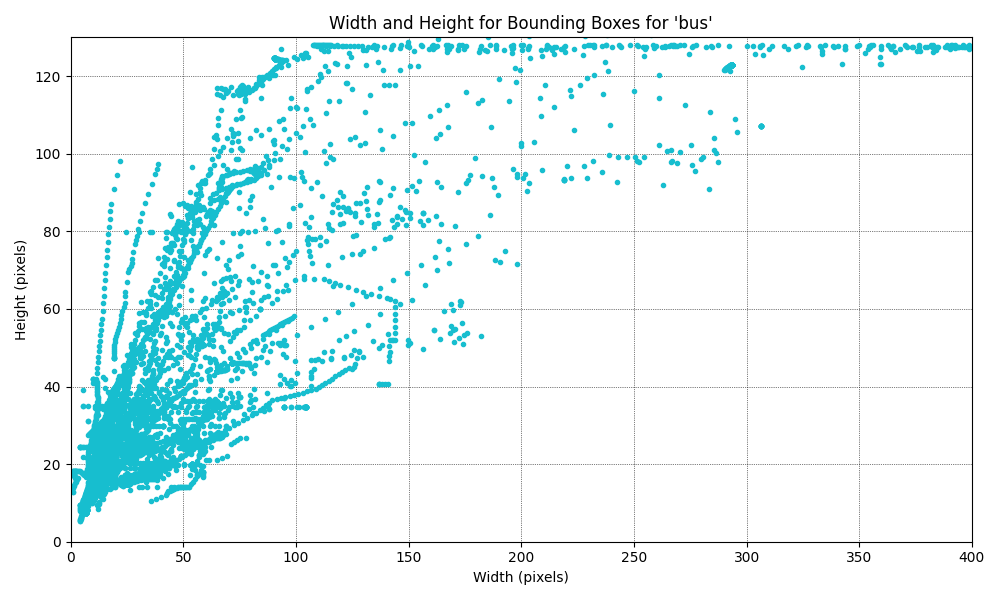 Width and Height for Bounding Boxes for 'bus'
Height (pixels)
120
100
80
60
40
20
0
0 50 100 150 200 250 300 350 400
Width (pixels)